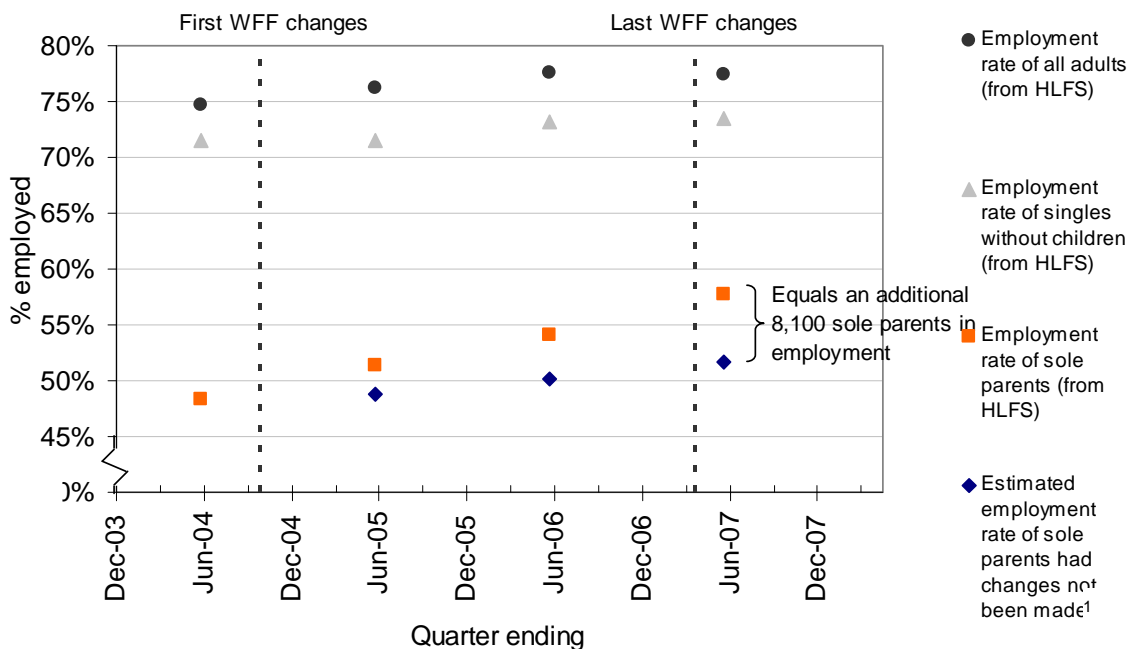 First WFF changes
Last WFF changes
80%
75%
70%
65%
60%
55%
50%
45%
0%
% employed
Equals an additional
8,100 sole parents in
employment
Dec-03
Jun-04
Dec-04
Jun-05
Dec-05
Jun-06
Dec-06
Jun-07
Dec-07
Quarter ending
Employment
rate of all adults
(from HLFS)
Employment
rate of singles
without children
(from HLFS)
Employment
rate of sole
parents (from
HLFS)
Estimated
employment
rate of sole
parents had
changes not
been made1